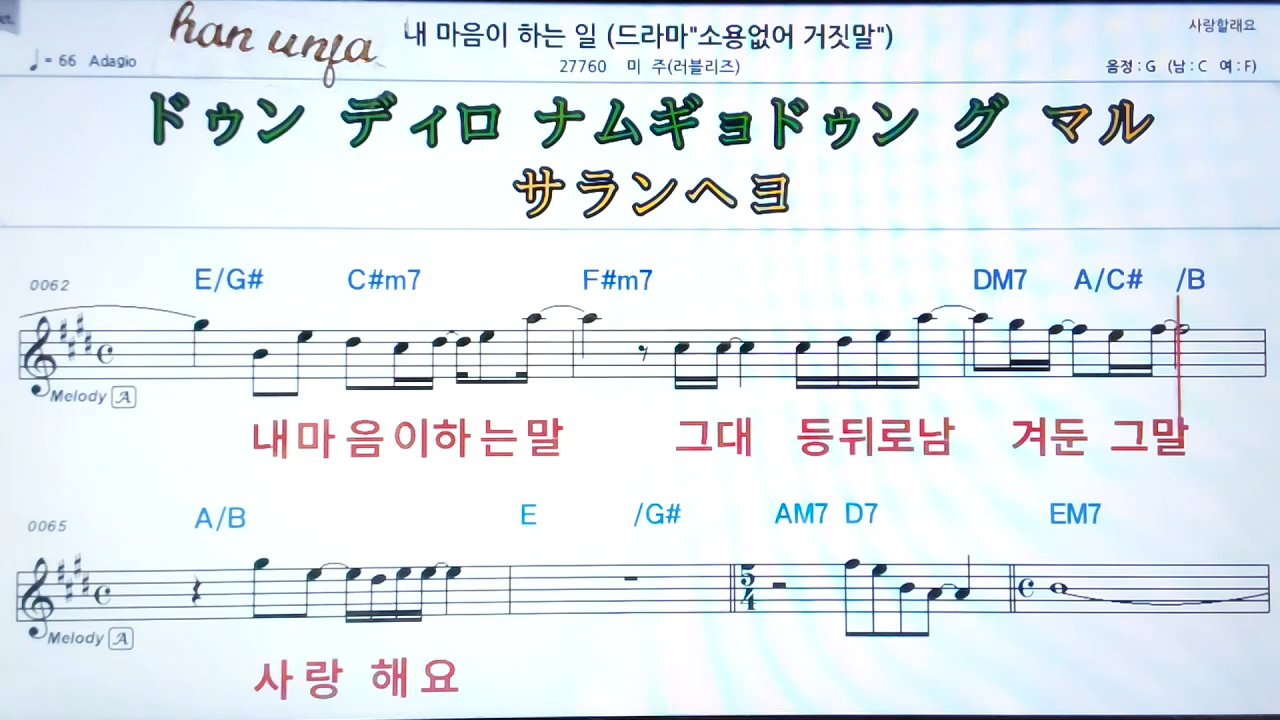 han unfa 내 마음이 하는 일 (드라마"소용없어 거짓말") 사랑할래요
♩= 66 Adagio 27760 미 주(러블리즈) 음정 : G (남 : C 여 : F)
ドゥン ディロ ナムギョドゥン グ マル
サランヘヨ
0062 E/G# C#m7 F#m7 DM7 A/C# /B
Melody A
내마 음이하 는말 그대 등뒤로남 겨둔 그말
0065 A/B E /G# AM7 D7 EM7
5
4
Melody A
사 랑 해 요